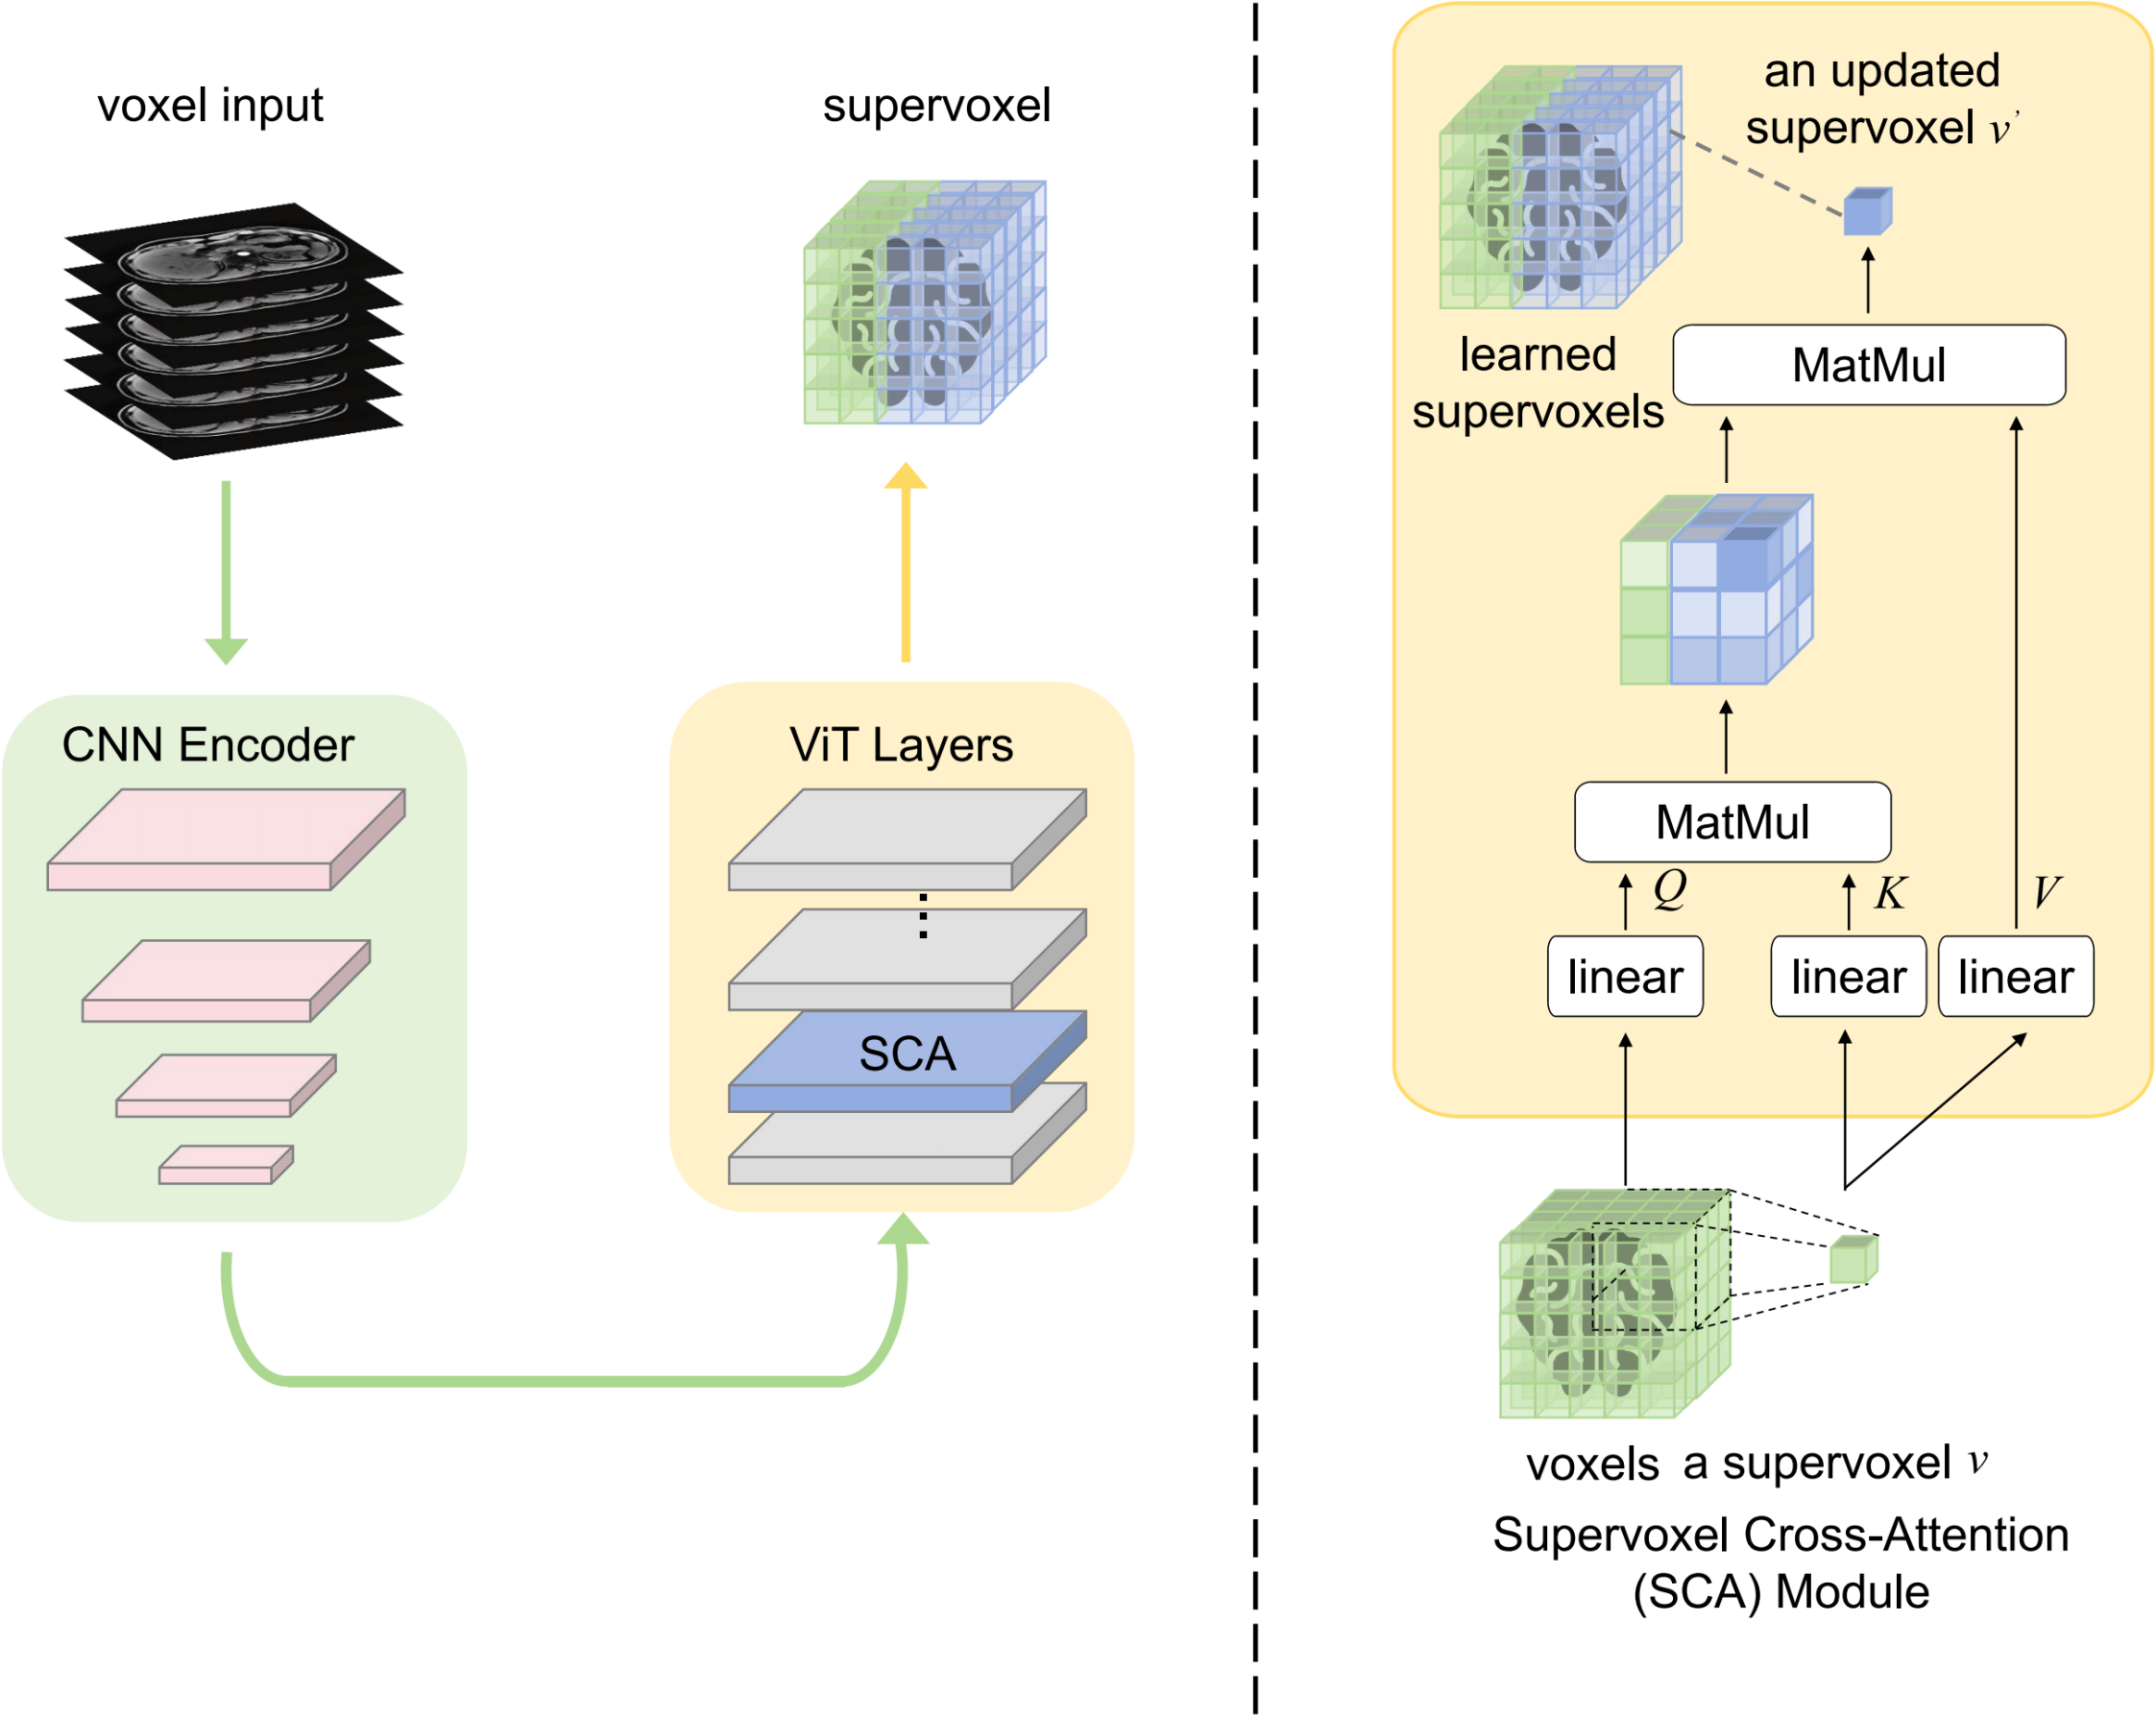 voxel input
supervoxel
CNN Encoder
ViT Layers
SCA
an updated
supervoxel v’
learned
supervoxels
MatMul
MatMul
Q
K
V
linear
linear
linear
voxels
a supervoxel v
Supervoxel Cross-Attention
(SCA) Module